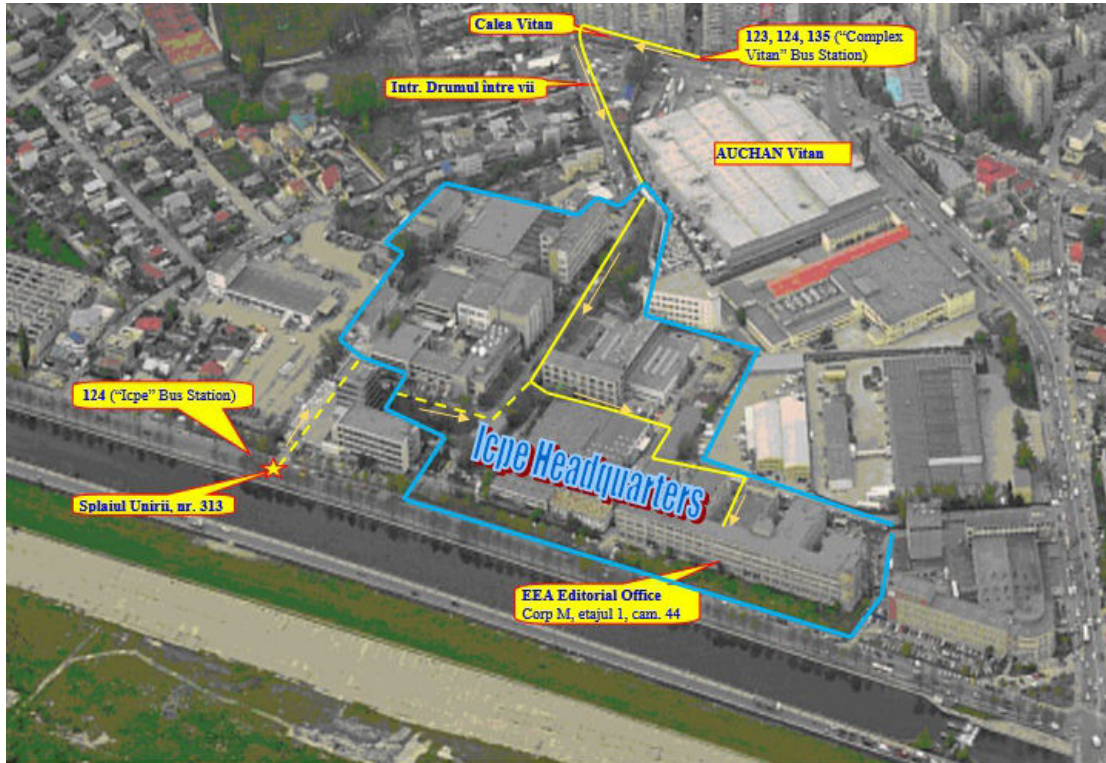 Calea Vitan
123, 124, 135 ("Complex
Vitan" Bus Station)
Intr. Drumul între vii
AUCHAN Vitan
124 ("Icpe" Bus Station)
Icpe Headquarters
Splaiul Unirii, nr. 313
EEA Editorial Office
Corp M, etajul 1, cam. 44